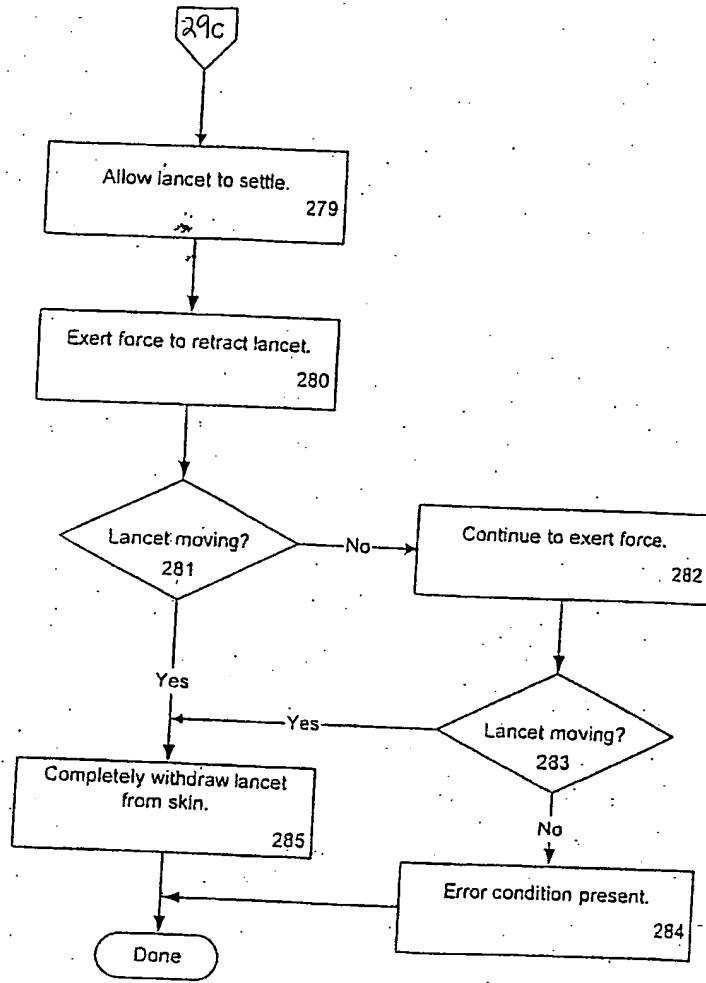 29c
Allow lancet to settle.
279
Exert force to retract lancet.
280
Lancet moving?
281
No
Continue to exert force.
282
Yes
Yes
Lancet moving?
283
Completely withdraw lancet
from skin.
285
No
Error condition present.
284
Done